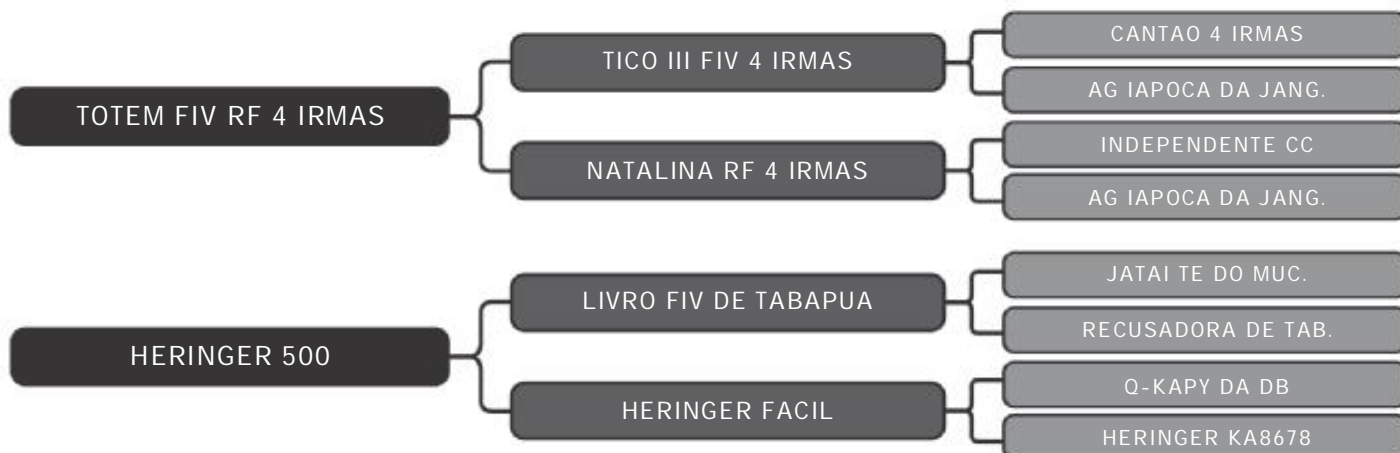 TOTEM FIV RF 4 IRMAS
TICO III FIV 4 IRMAS
CANTAO 4 IRMAS
AG IAPOCA DA JANG.
NATALINA RF 4 IRMAS
INDEPENDENTE CC
AG IAPOCA DA JANG.
HERINGER 500
LIVRO FIV DE TABAPUA
JATAI TE DO MUC.
RECUSADORA DE TAB.
HERINGER FACIL
Q-KAPY DA DB
HERINGER KA8678